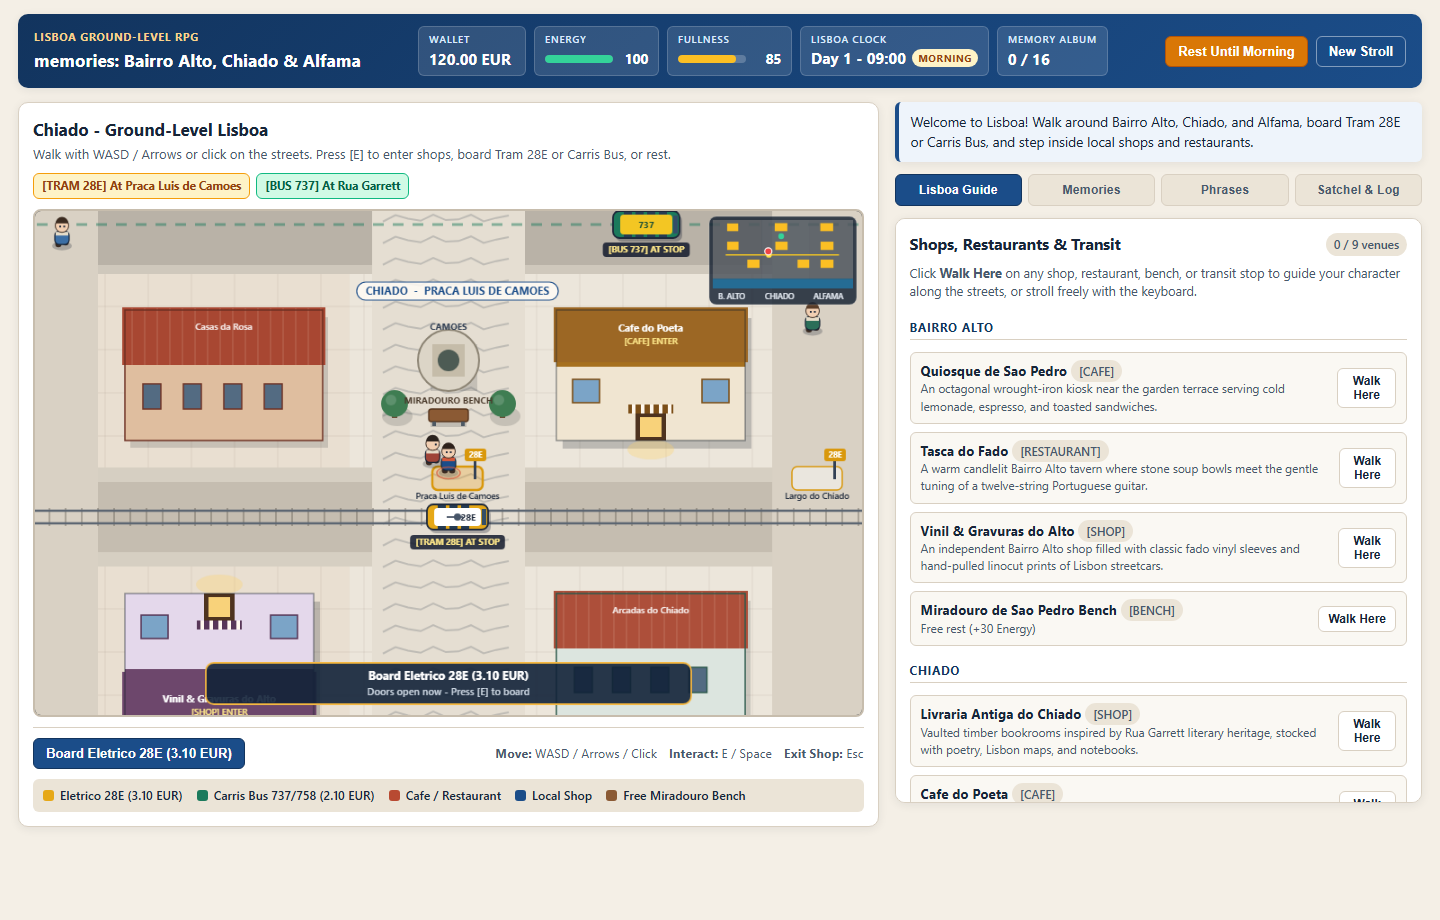 LISBOA GROUND-LEVEL RPG
memories: Bairro Alto, Chiado & Alfama
WALLET
120.00 EUR
ENERGY
100
FULLNESS
85
LISBOA CLOCK
Day 1 - 09:00 MORNING
MEMORY ALBUM
0 / 16
Rest Until Morning
New Stroll
Chiado - Ground-Level Lisboa
Walk with WASD / Arrows or click on the streets. Press [E] to enter shops, board Tram 28E or Carris Bus, or rest.
[TRAM 28E] At Praca Luis de Camoes
[BUS 737] At Rua Garrett
737
[BUS 737] AT STOP
B. ALTO CHIADO ALFAMA
CHIADO - PRACA LUIS DE CAMOES
Casas da Rosa
CAMOES
Cafe do Poeta
[CAFE] ENTER
MIRADOURO BENCH
28E
Praca Luis de Camoes
28E
Largo do Chiado
28E
[TRAM 28E] AT STOP
Arcadas do Chiado
Vinil & Gravuras do Alto
[SHOP] ENTER
Board Eletrico 28E (3.10 EUR)
Doors open now - Press [E] to board
Board Eletrico 28E (3.10 EUR)
Move: WASD / Arrows / Click Interact: E / Space Exit Shop: Esc
Eletrico 28E (3.10 EUR)
Carris Bus 737/758 (2.10 EUR)
Cafe / Restaurant
Local Shop
Free Miradouro Bench
Welcome to Lisboa! Walk around Bairro Alto, Chiado, and Alfama, board Tram 28E
or Carris Bus, and step inside local shops and restaurants.
Lisboa Guide
Memories
Phrases
Satchel & Log
Shops, Restaurants & Transit
0 / 9 venues
Click Walk Here on any shop, restaurant, bench, or transit stop to guide your character
along the streets, or stroll freely with the keyboard.
BAIRRO ALTO
Quiosque de Sao Pedro [CAFE]
An octagonal wrought-iron kiosk near the garden terrace serving cold
lemonade, espresso, and toasted sandwiches.
Walk
Here
Tasca do Fado [RESTAURANT]
A warm candlelit Bairro Alto tavern where stone soup bowls meet the gentle
tuning of a twelve-string Portuguese guitar.
Walk
Here
Vinil & Gravuras do Alto [SHOP]
An independent Bairro Alto shop filled with classic fado vinyl sleeves and
hand-pulled linocut prints of Lisbon streetcars.
Walk
Here
Miradouro de Sao Pedro Bench [BENCH]
Free rest (+30 Energy)
Walk Here
CHIADO
Livraria Antiga do Chiado [SHOP]
Vaulted timber bookrooms inspired by Rua Garrett literary heritage, stocked
with poetry, Lisbon maps, and notebooks.
Walk
Here
Cafe do Poeta [CAFE]
Walk